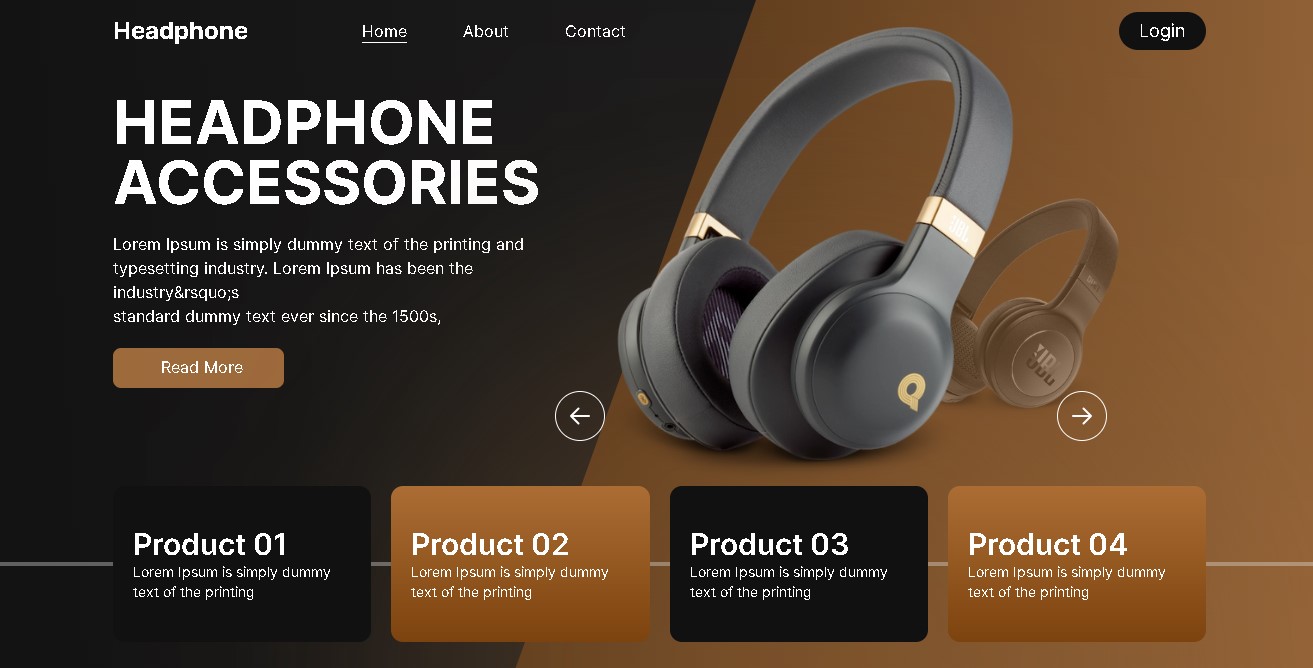 Headphone
Home
About
Contact
Login
HEADPHONE
ACCESSORIES
Lorem Ipsum is simply dummy text of the printing and
typesetting industry. Lorem Ipsum has been the
industry&rsquo;s
standard dummy text ever since the 1500s,
JBL
JBL
Read More
Product 01
Lorem Ipsum is simply dummy
text of the printing
Product 02
Lorem Ipsum is simply dummy
text of the printing
Product 03
Lorem Ipsum is simply dummy
text of the printing
Product 04
Lorem Ipsum is simply dummy
text of the printing